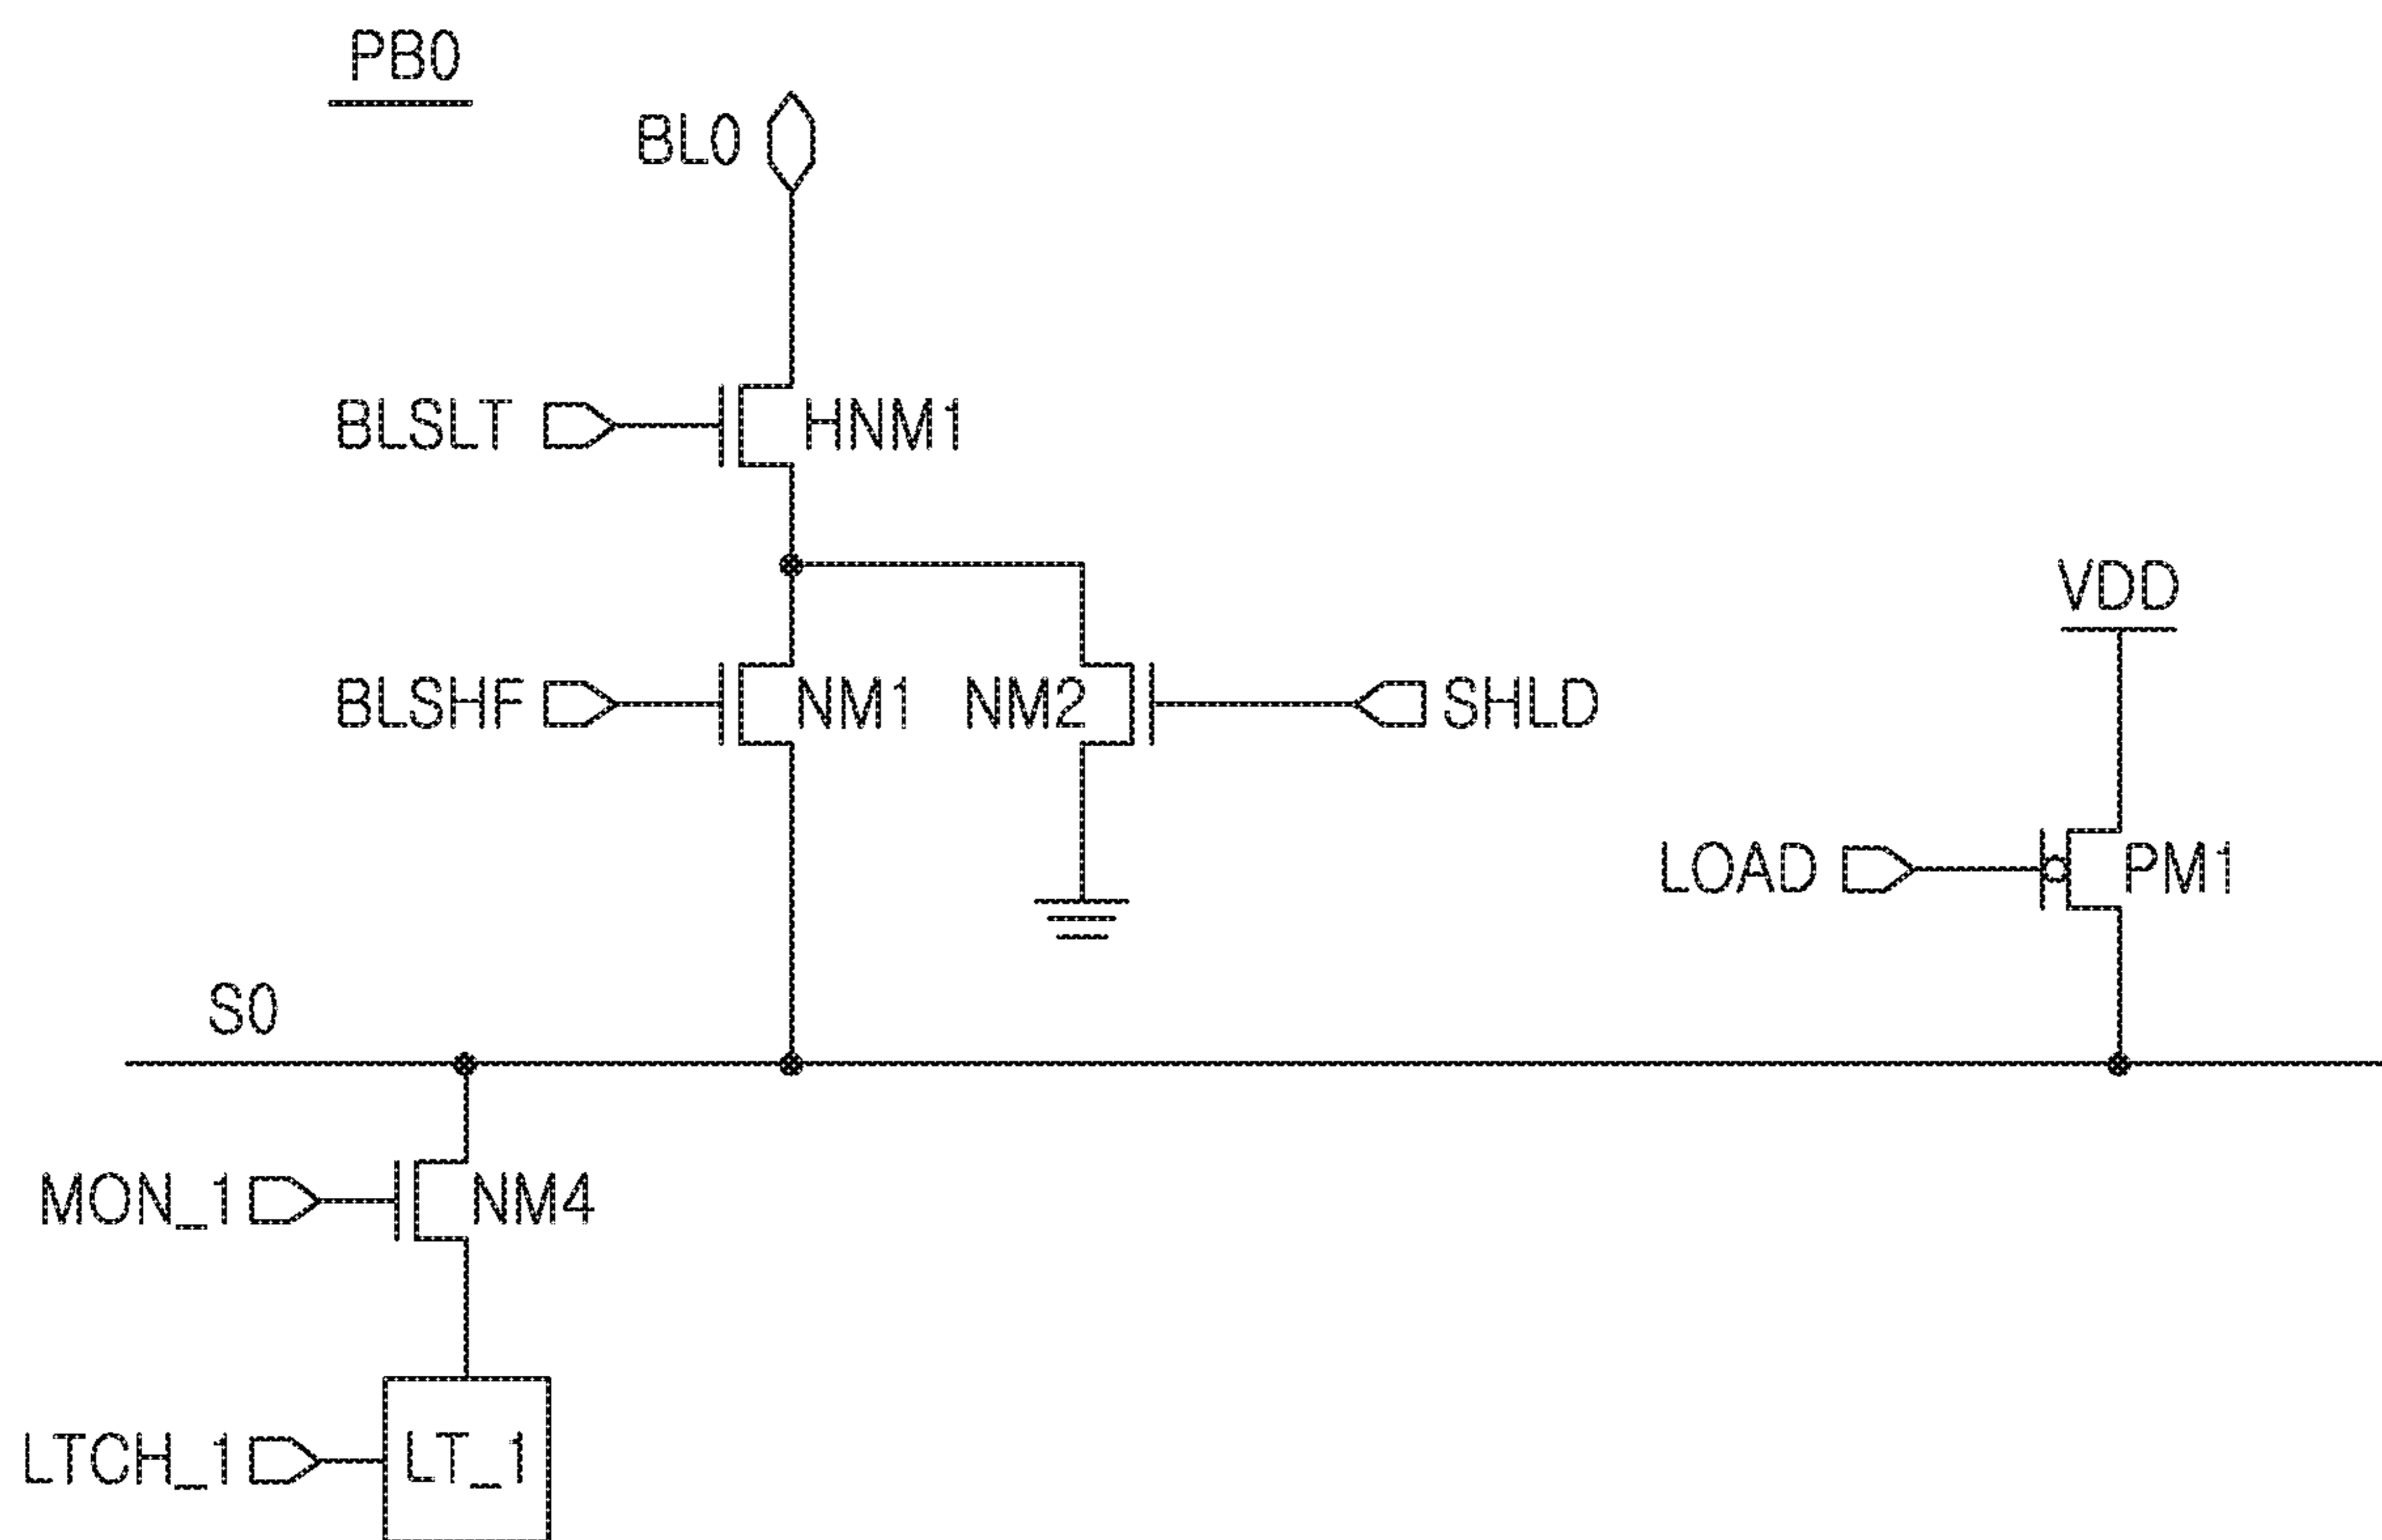 PB0
BL0
BLSLT
HNM1
VDD
BLSHF
NM1
NM2
SHLD
LOAD
PM1
S0
MON_1
NM4
LTCH_1
LT_1